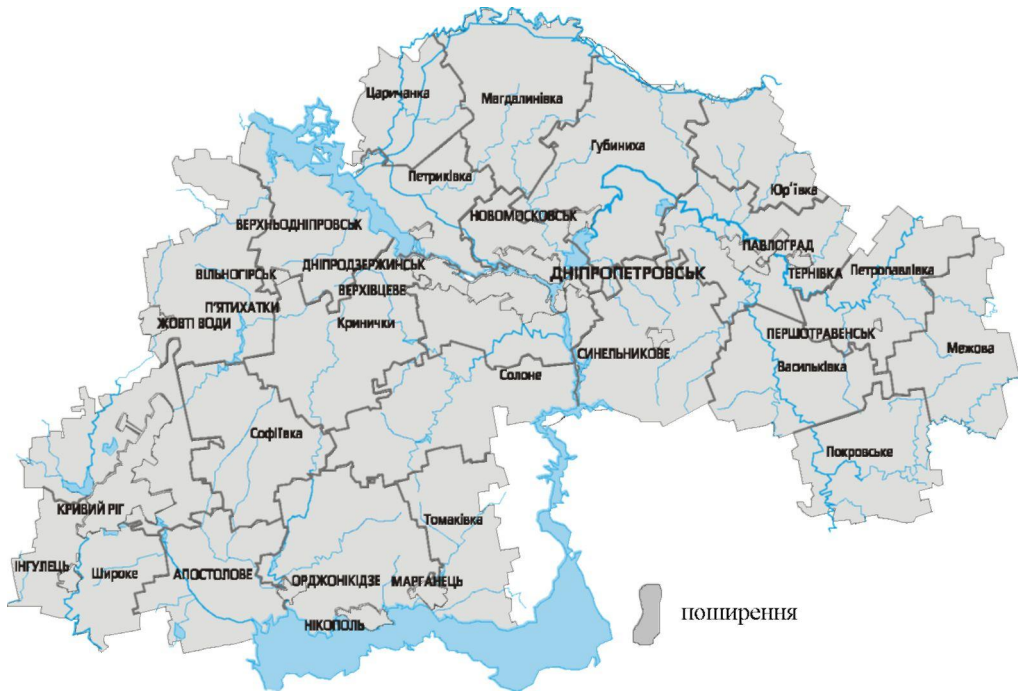 Царичанка
Магдалинівка
Губиниха
Петриківка
Юр'ївка
НОВОМОСКОВСЬК
ВЕРХНЬОДНІПРОВСЬК
ПАВЛОГРАД
ДНІПРОДЗЕРЖИНСЬК
ВІЛЬНОГІРСЬК
ДНІПРОПЕТРОВСЬК
ТЕРНІВКА
Петропавлівка
ВЕРХІВЦЕВЕ
П'ЯТИХАТКИ
ЖОВТІ ВОДИ
Кринички
ПЕРШОТРАВЕНСЬК
Межова
СИНЕЛЬНИКОВЕ
Васильківка
Солоне
Софіївка
Покровське
КРИВИЙ РІГ
Томаківка
ІНГУЛЕЦЬ
Широке
АПОСТОЛОВЕ
ОРДЖОНІКІДЗЕ
МАРГАНЕЦЬ
НІКОПОЛЬ
поширення